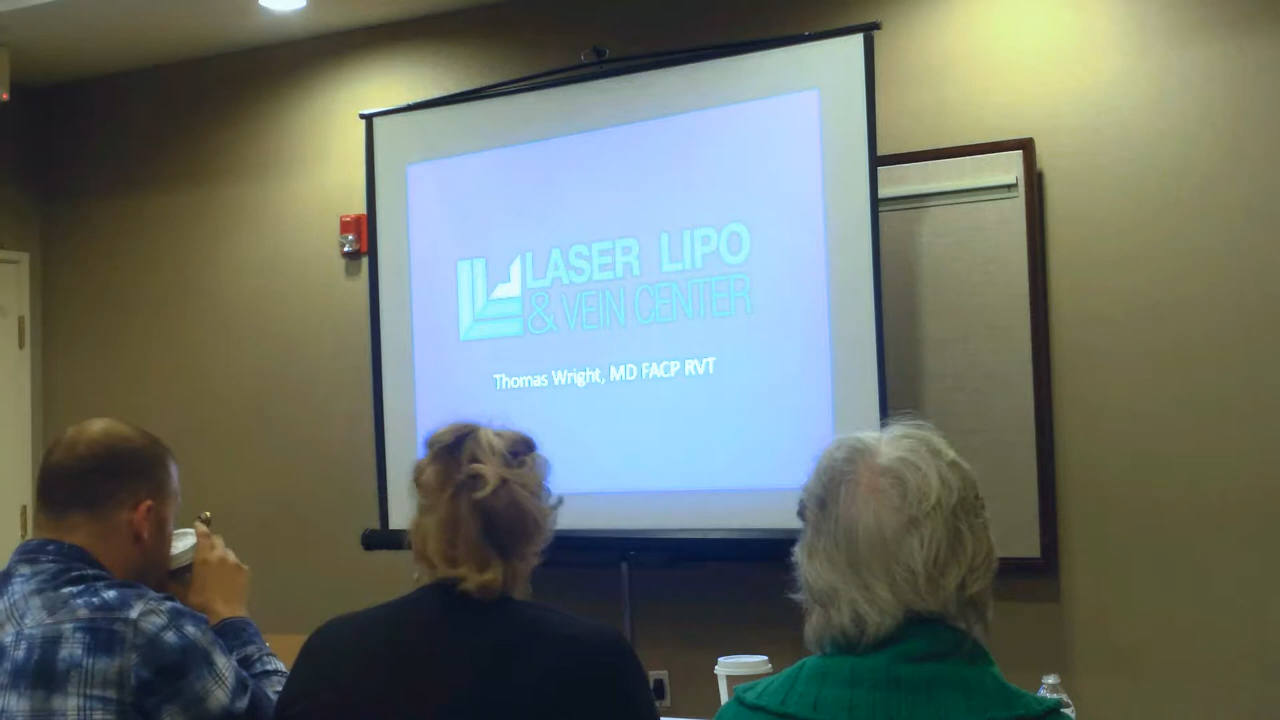 LASER LIPO
& VEIN CENTER
Thomas Wright, MD FACP RVT